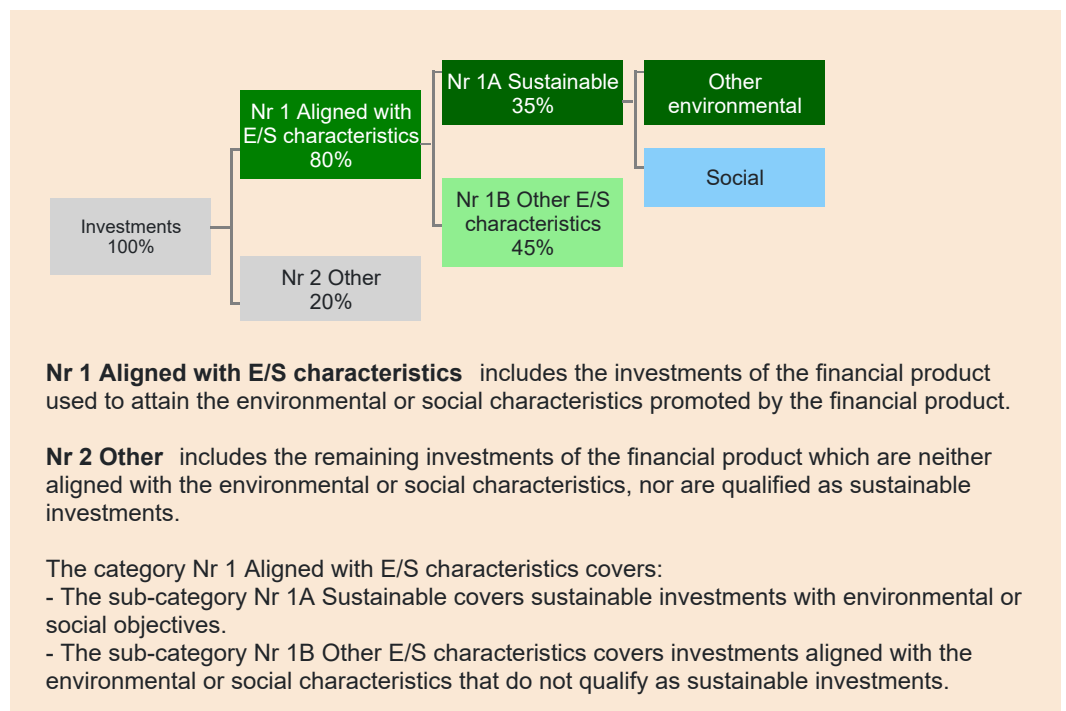 Nr 1A Sustainable
35%
Other
environmental
Nr 1 Aligned with
E/S characteristics
80%
Social
Nr 1B Other E/S
characteristics
45%
Investments
100%
Nr 2 Other
20%
Nr 1 Aligned with E/S characteristics includes the investments of the financial product
used to attain the environmental or social characteristics promoted by the financial product.
Nr 2 Other includes the remaining investments of the financial product which are neither
aligned with the environmental or social characteristics, nor are qualified as sustainable
investments.
The category Nr 1 Aligned with E/S characteristics covers:
- The sub-category Nr 1A Sustainable covers sustainable investments with environmental or
social objectives.
- The sub-category Nr 1B Other E/S characteristics covers investments aligned with the
environmental or social characteristics that do not qualify as sustainable investments.